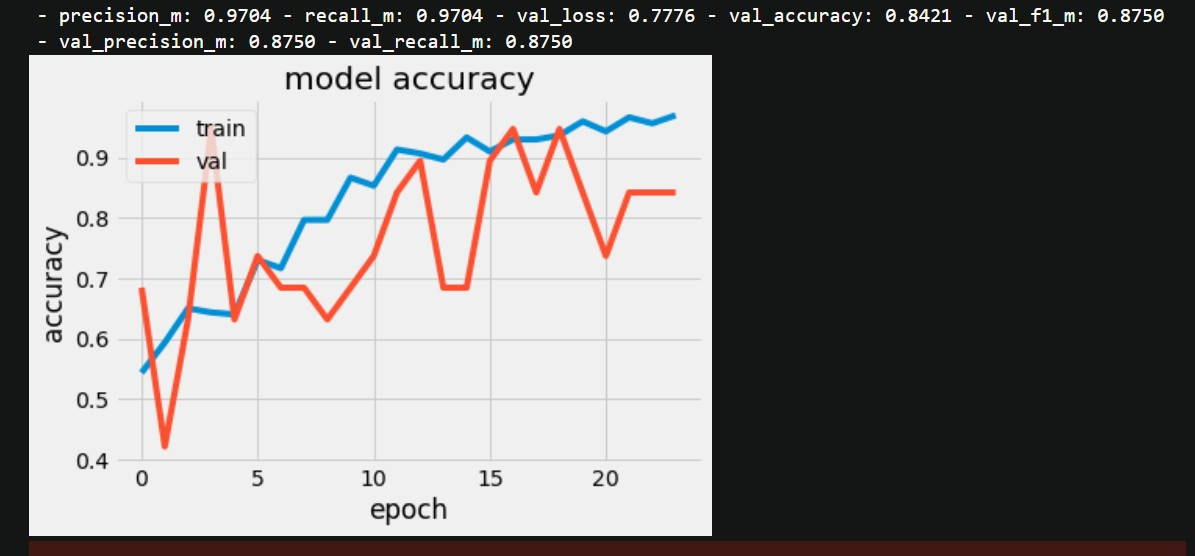 - precision_m: 0.9704 - recall_m: 0.9704 - val_loss: 0.7776 - val_accuracy: 0.8421 - val_f1_m: 0.8750
- val_precision_m: 0.8750 - val_recall_m: 0.8750
model accuracy
train
val
0.9
0.8
0.7
0.6
0.5
0.4
accuracy
0 5 10 15 20
epoch